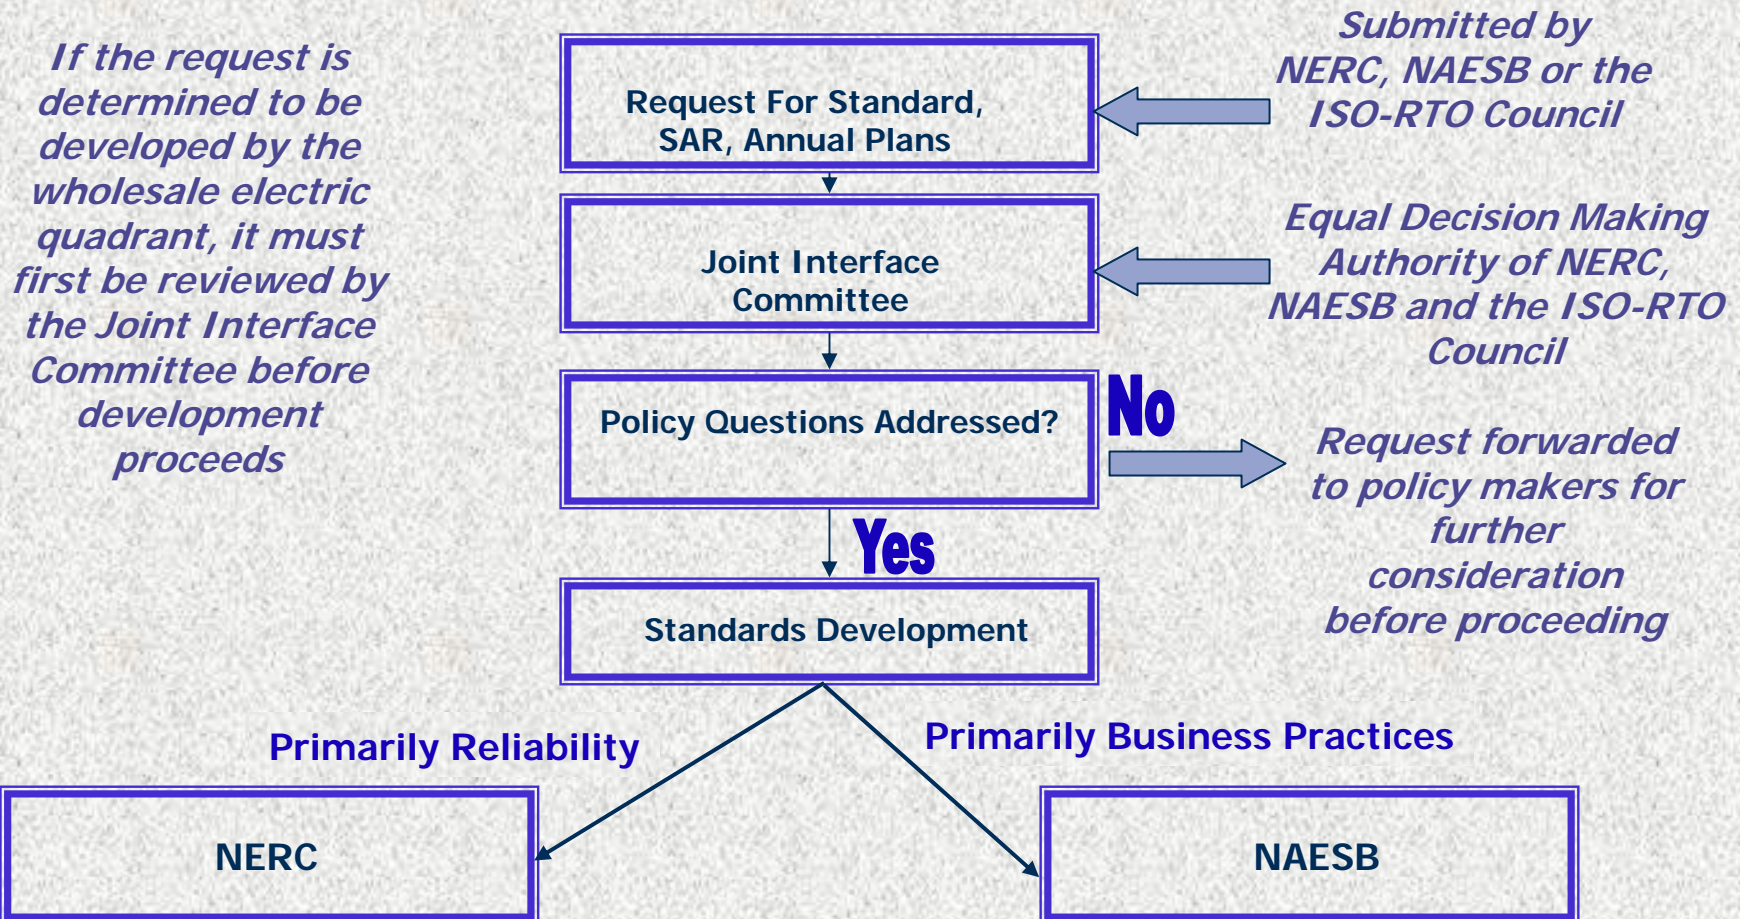 If the request is
determined to be
developed by the
wholesale electric
quadrant, it must
first be reviewed by
the Joint Interface
Committee before
development
proceeds
Request For Standard,
SAR, Annual Plans
Submitted by
NERC, NAESB or the
ISO-RTO Council
Joint Interface
Committee
Equal Decision Making
Authority of NERC,
NAESB and the ISO-RTO
Council
Policy Questions Addressed?
No
Request forwarded
to policy makers for
further
consideration
before proceeding
Yes
Standards Development
Primarily Reliability
Primarily Business Practices
NERC
NAESB